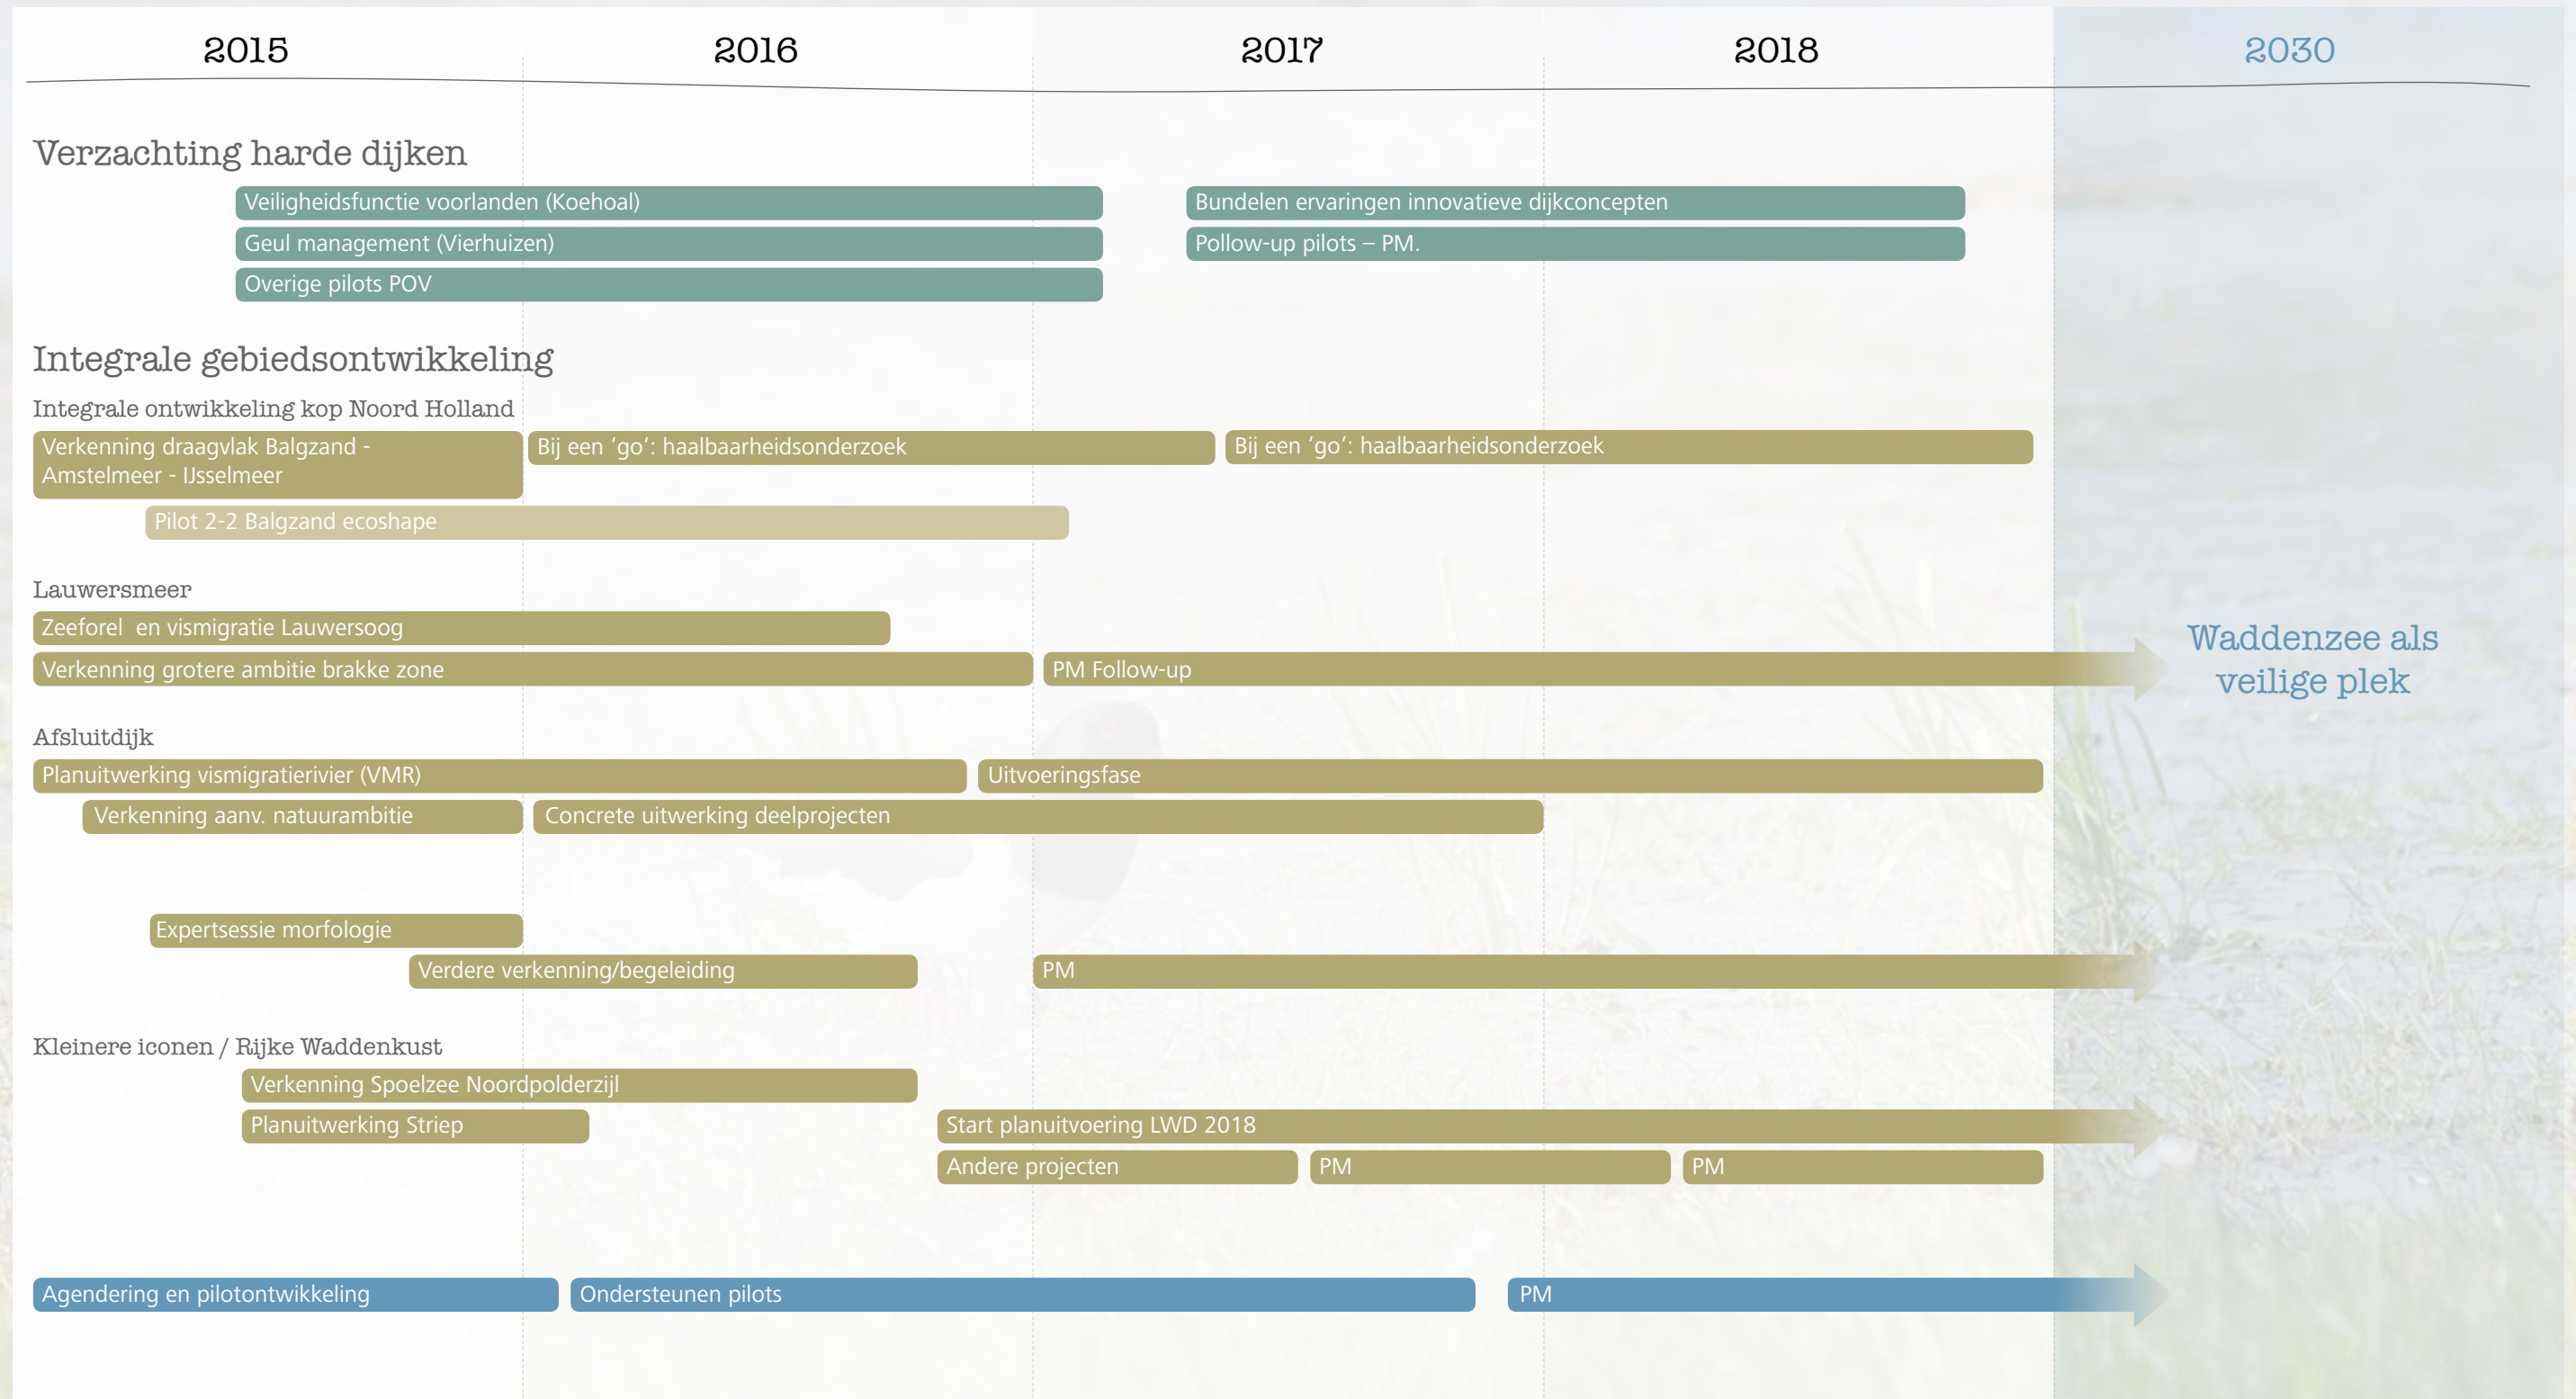 2015 2016 2017 2018 2030
Verzachting harde dijken
Veiligheidsfunctie voorlanden (Koehoal)
Bundelen ervaringen innovatieve dijkconcepten
Geul management (Vierhuizen)
Pollow-up pilots – PM.
Overige pilots POV
Integrale gebiedsontwikkeling
Integrale ontwikkeling kop Noord Holland
Verkenning draagvlak Balgzand -
Amstelmeer - IJsselmeer
Bij een ‘go‘: haalbaarheidsonderzoek
Bij een ‘go‘: haalbaarheidsonderzoek
Pilot 2-2 Balgzand ecoshape
Lauwersmeer
Zeeforel en vismigratie Lauwersoog
Verkenning grotere ambitie brakke zone
PM Follow-up
Waddenzee als
veilige plek
Afsluitdijk
Planuitwerking vismigratierivier (VMR)
Uitvoeringsfase
Verkenning aanv. natuurambitie
Concrete uitwerking deelprojecten
Expertsessie morfologie
Verdere verkenning/begeleiding
PM
Kleinere iconen / Rijke Waddenkust
Verkenning Spoelzee Noordpolderzijl
Planuitwerking Striep
Start planuitvoering LWD 2018
Andere projecten
PM
PM
Agendering en pilotontwikkeling
Ondersteunen pilots
PM